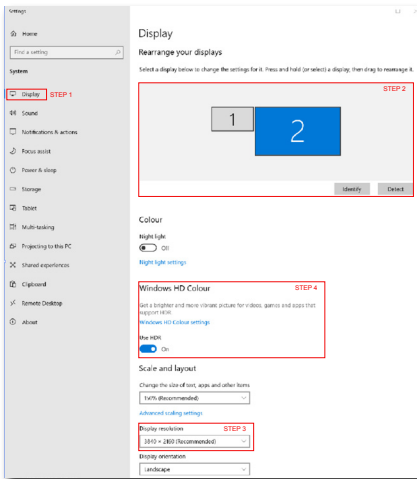 Settings
Home
Find a setting
System
Display STEP 1
Sound
Notifications & actions
Focus assist
Power & sleep
Storage
Tablet
Multi-tasking
Projecting to this PC
Shared experiences
Clipboard
Remote Desktop
About
Display
Rearrange your displays
Select a display below to change the settings for it. Press and hold (or select) a display, then drag to rearrange it.
STEP 2
1
2
Identify Detect
Colour
Night light
Off
Night light settings
Windows HD Colour STEP 4
Get a brighter and more vibrant picture for videos, games and apps that
support HDR.
Windows HD Colour settings
Use HDR
On
Scale and layout
Change the size of text, apps and other items
(Recommended)
Advanced scaling settings
Display resolution STEP 3
3840 × 2160 (Recommended)
Display orientation
Landscape